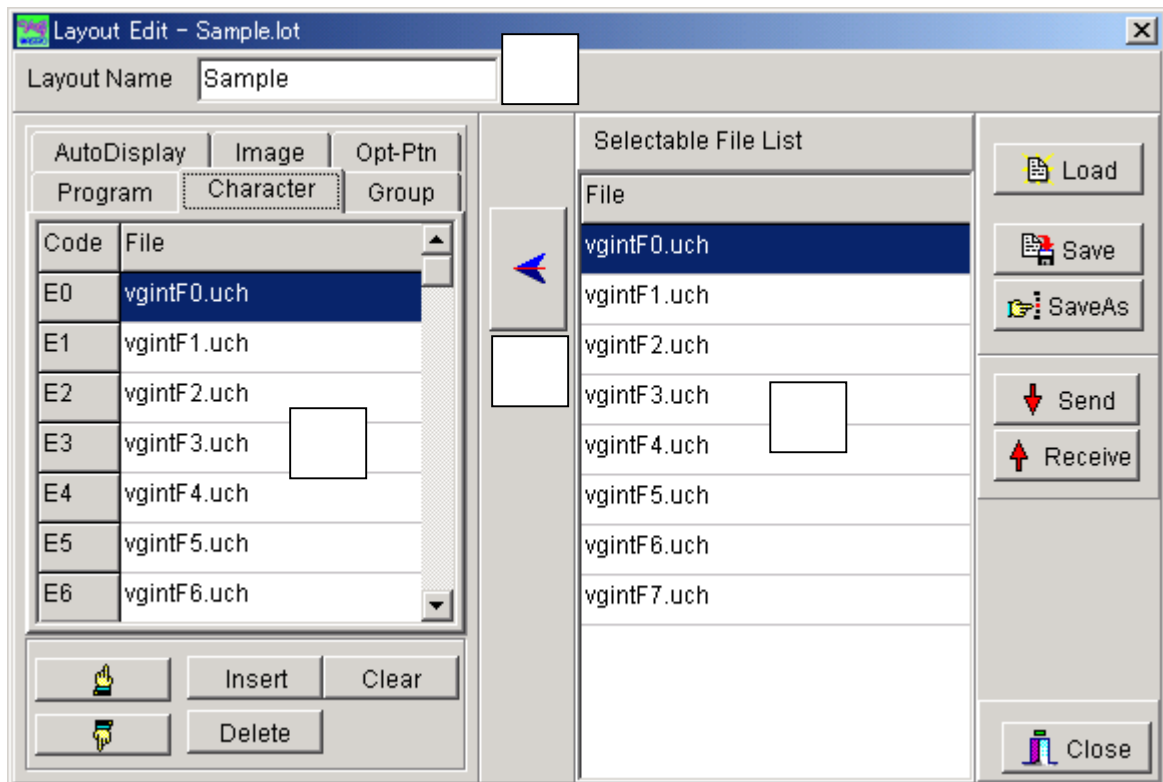 Layout Edit - Sample.lot
Layout Name Sample
AutoDisplay Image Opt-Ptn
Program Character Group
Code File
E0 vgintF0.uch
E1 vgintF1.uch
E2 vgintF2.uch
E3 vgintF3.uch
E4 vgintF4.uch
E5 vgintF5.uch
E6 vgintF6.uch
Insert Clear
Delete
Selectable File List
File
vgintF0.uch
vgintF1.uch
vgintF2.uch
vgintF3.uch
vgintF4.uch
vgintF5.uch
vgintF6.uch
vgintF7.uch
Load
Save
SaveAs
Send
Receive
Close